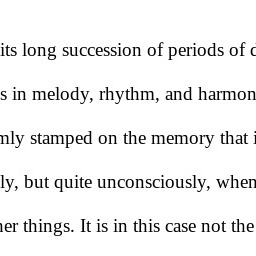 its long succession of periods of
s in melody, rhythm, and harmon
mly stamped on the memory that i
ly, but quite unconsciously, when
her things. It is in this case not the